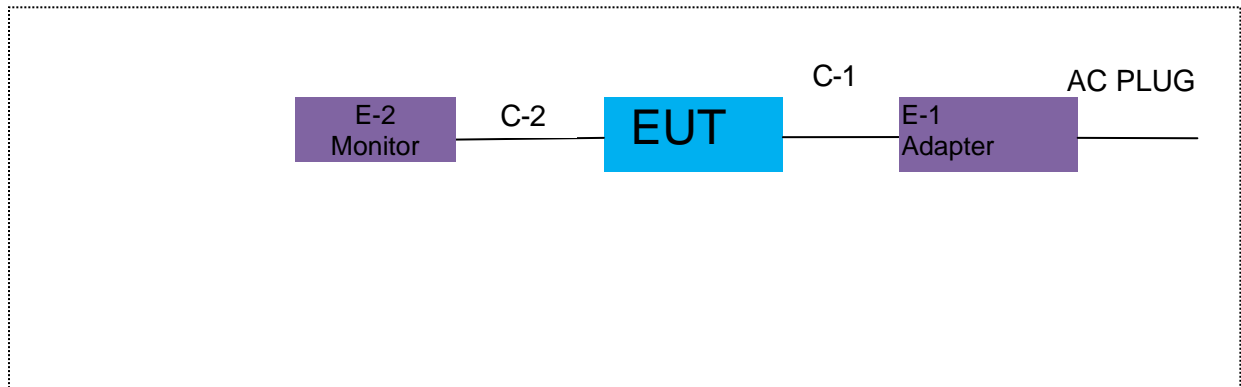 E-2
Monitor
C-2
EUT
C-1
E-1
Adapter
AC PLUG